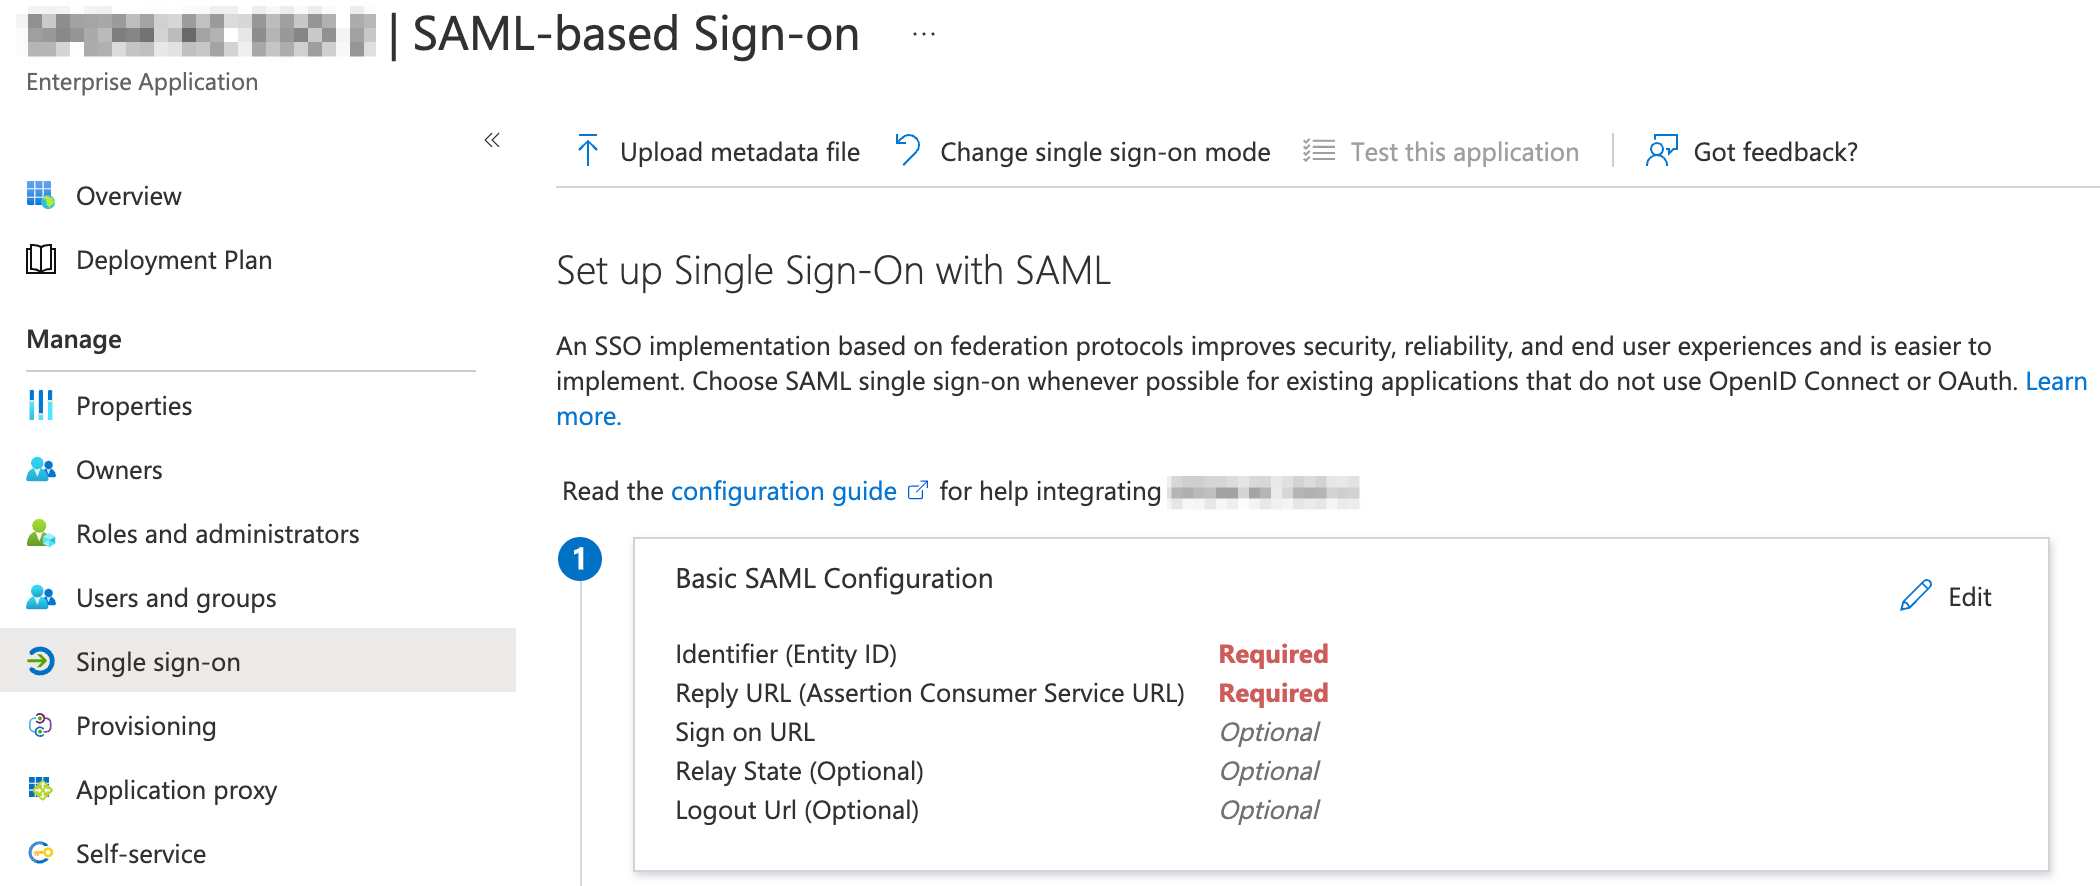 | SAML-based Sign-on ...
Enterprise Application
«
Overview
Deployment Plan
Manage
Properties
Owners
Roles and administrators
Users and groups
Single sign-on
Provisioning
Application proxy
Self-service
Upload metadata file Change single sign-on mode Test this application Got feedback?
Set up Single Sign-On with SAML
An SSO implementation based on federation protocols improves security, reliability, and end user experiences and is easier to
implement. Choose SAML single sign-on whenever possible for existing applications that do not use OpenID Connect or OAuth. Learn
more.
Read the configuration guide for help integrating
1
Basic SAML Configuration
Edit
Identifier (Entity ID) Required
Reply URL (Assertion Consumer Service URL) Required
Sign on URL Optional
Relay State (Optional) Optional
Logout Url (Optional) Optional